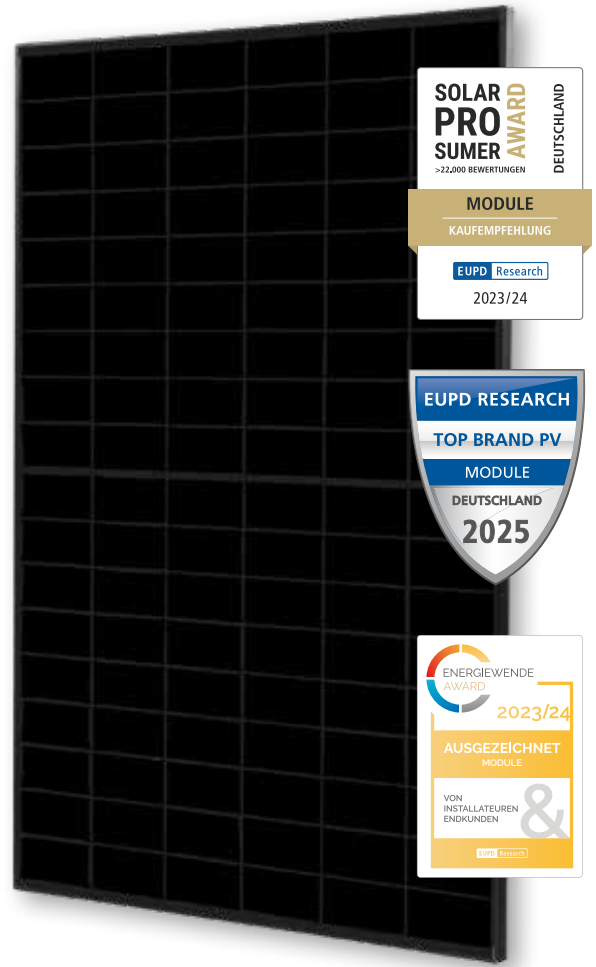 SOLAR
PRO
SUMER
AWARD
DEUTSCHLAND
>22.000 BEWERTUNGEN
MODULE
KAUFEMPFEHLUNG
EUPD Research
2023/24
EUPD RESEARCH
TOP BRAND PV
MODULE
DEUTSCHLAND
2025
ENERGIEWENDE
AWARD
2023/24
AUSGEZEICHNET
MODULE
VON
INSTALLATEUREN
ENDKUNDEN
&
EUPD Research